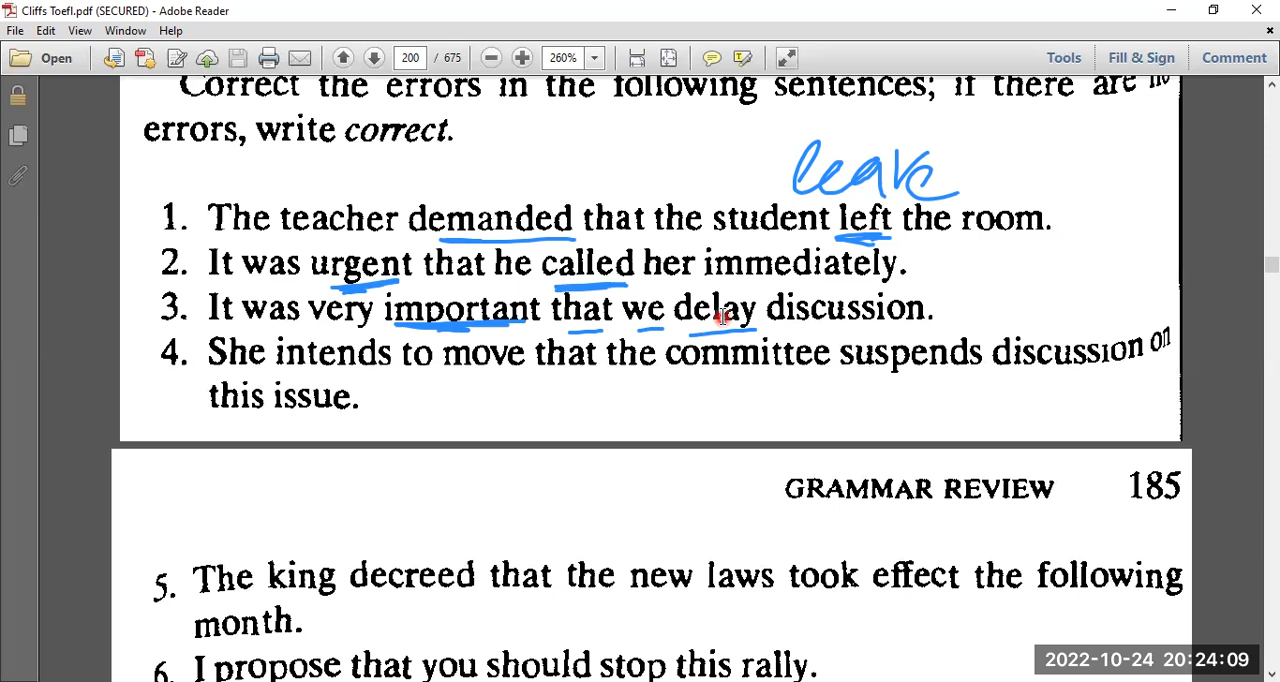 Cliffs Toefl.pdf (SECURED) - Adobe Reader
File Edit View Window Help
Open 200 / 675 260% Tools Fill & Sign Comment
Correct the errors in the following sentences; if there are no
errors, write correct.
leave
1. The teacher demanded that the student left the room.
2. It was urgent that he called her immediately.
3. It was very important that we delay discussion.
4. She intends to move that the committee suspends discussion on
this issue.
GRAMMAR REVIEW 185
5. The king decreed that the new laws took effect the following
month.
6. I propose that you should stop this rally.
2022-10-24 20:24:09